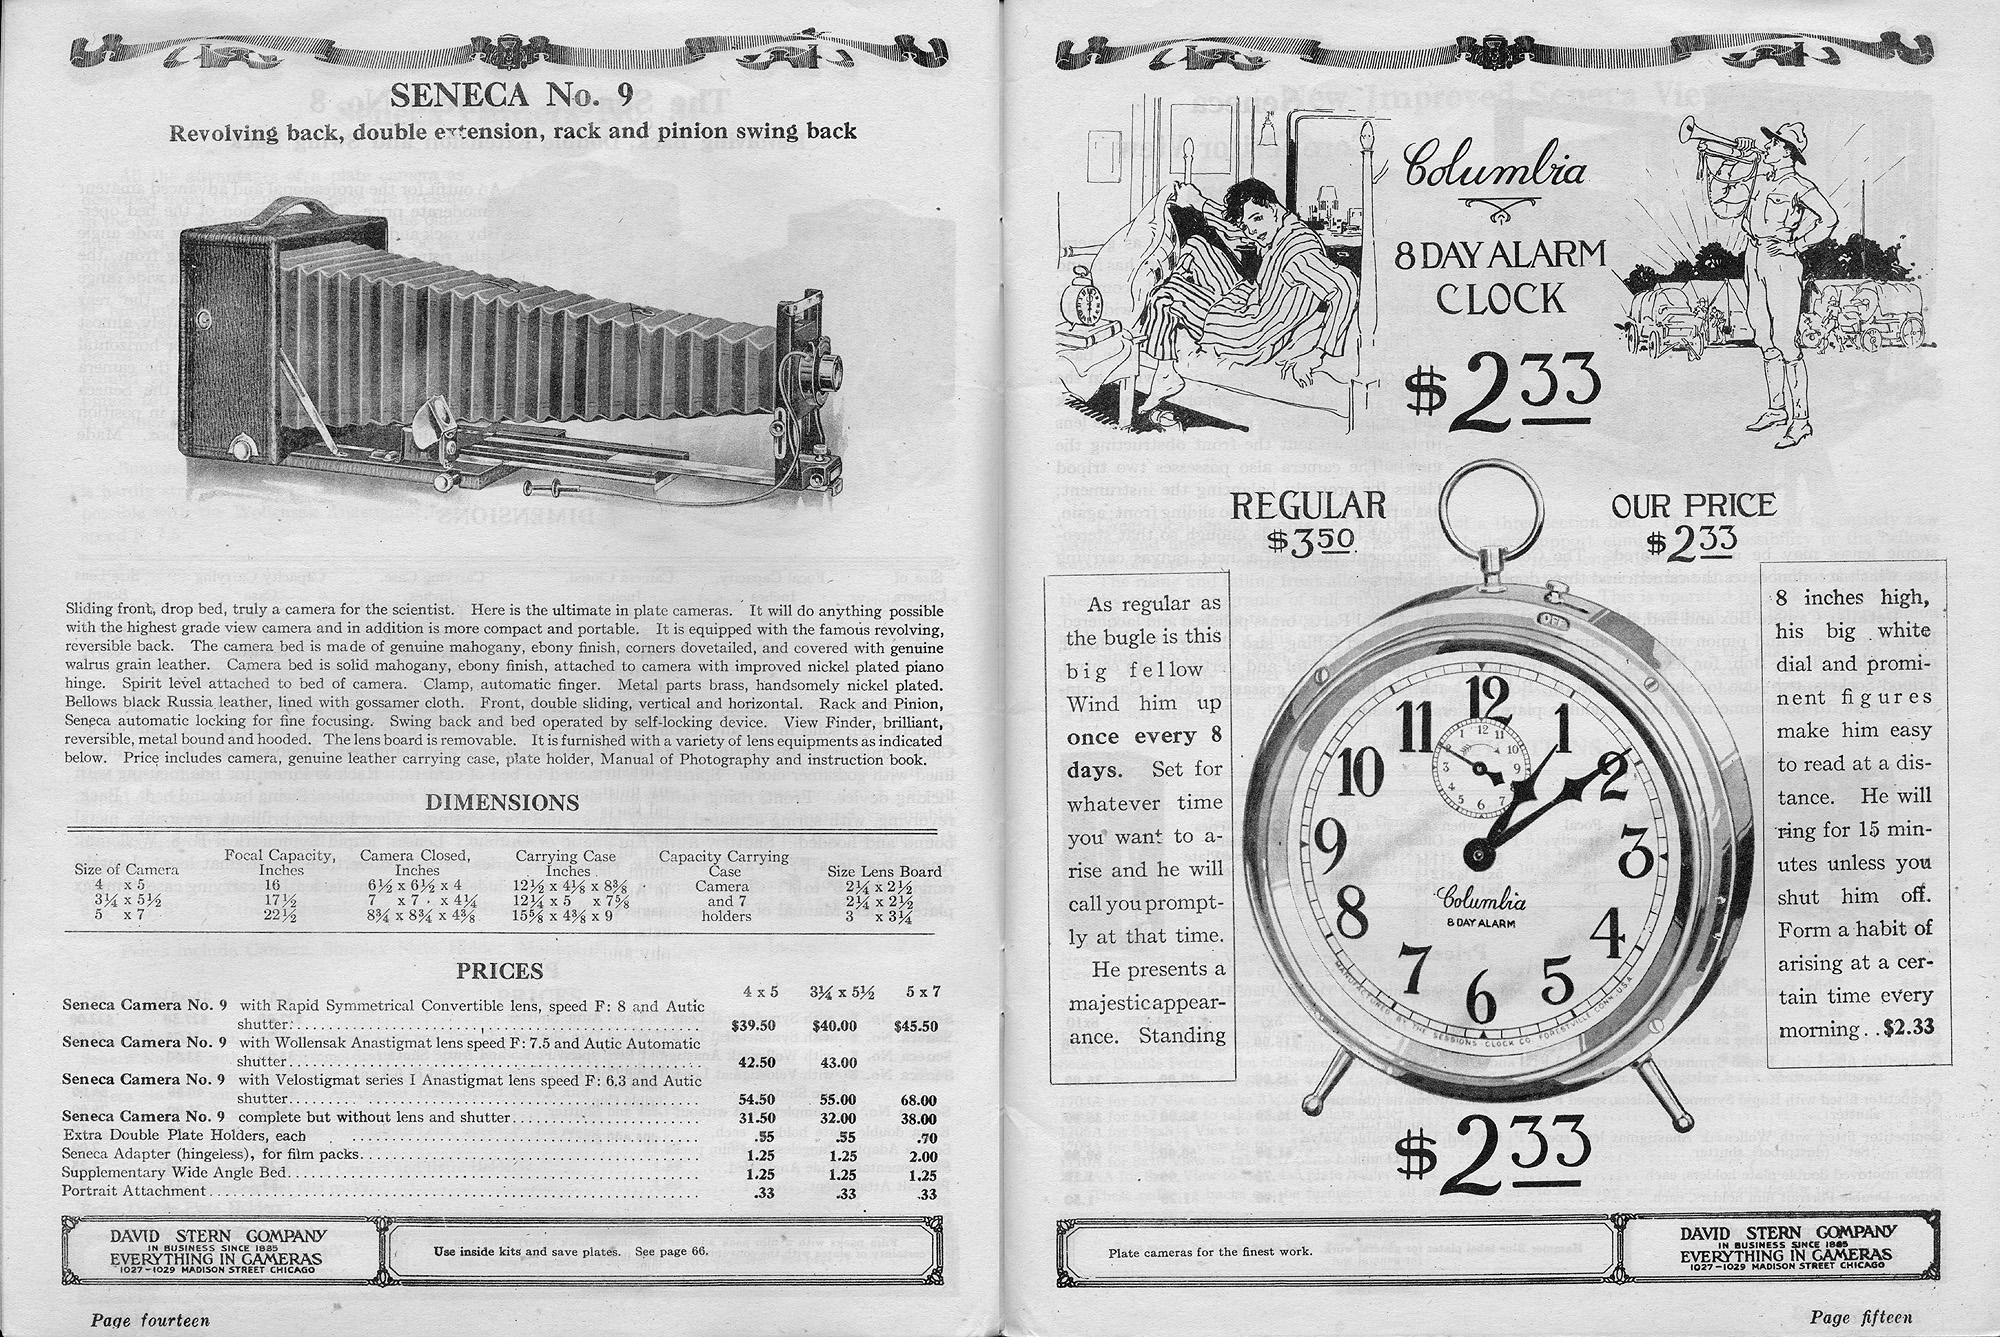 SENECA No. 9
Revolving back, double extension, rack and pinion swing back
Sliding front, drop bed, truly a camera for the scientist. Here is the ultimate in plate cameras. It will do anything possible
with the highest grade view camera and in addition is more compact and portable. It is equipped with the famous revolving,
reversible back. The camera bed is made of genuine mahogany, ebony finish, corners dovetailed, and covered with genuine
walrus grain leather. Camera bed is solid mahogany, ebony finish, attached to camera with improved nickel plated piano
hinge. Spirit level attached to bed of camera. Clamp, automatic finger. Metal parts brass, handsomely nickel plated.
Bellows black Russia leather, lined with gossamer cloth. Front, double sliding, vertical and horizontal. Rack and Pinion,
Seneca automatic locking for fine focusing. Swing back and bed operated by self-locking device. View Finder, brilliant,
reversible, metal bound and hooded. The lens board is removable. It is furnished with a variety of lens equipments as indicated
below. Price includes camera, genuine leather carrying case, plate holder, Manual of Photography and instruction book.
DIMENSIONS
Size of Camera Focal Capacity, Inches Camera Closed, Inches Carrying Case Inches Capacity Carrying Case Size Lens Board
4 x 5 16 6½ x 6½ x 4 12½ x 4⅛ x 8⅜ Camera 2¼ x 2½
3¼ x 5½ 17½ 7 x 7 x 4¼ 12¼ x 5 x 7⅝ and 7 2¼ x 2½
5 x 7 22½ 8¾ x 8¾ x 4⅜ 15⅝ x 4⅜ x 9 holders 3 x 3¼
PRICES
4 x 5 3¼ x 5½ 5 x 7
Seneca Camera No. 9 with Rapid Symmetrical Convertible lens, speed F: 8 and Autic
shutter $39.50 $40.00 $45.50
Seneca Camera No. 9 with Wollensak Anastigmat lens speed F: 7.5 and Autic Automatic
shutter 42.50 43.00
Seneca Camera No. 9 with Velostigmat series I Anastigmat lens speed F: 6.3 and Autic
shutter 54.50 55.00 68.00
Seneca Camera No. 9 complete but without lens and shutter 31.50 32.00 38.00
Extra Double Plate Holders, each .55 .55 .70
Seneca Adapter (hingeless), for film packs 1.25 1.25 2.00
Supplementary Wide Angle Bed 1.25 1.25 1.25
Portrait Attachment .33 .33 .33
DAVID STERN COMPANY
IN BUSINESS SINCE 1885
EVERYTHING IN CAMERAS
1027-1029 MADISON STREET CHICAGO
Use inside kits and save plates. See page 66.
Page fourteen
Columbia
8 DAY ALARM
CLOCK
$2.33
REGULAR
$3.50
OUR PRICE
$2.33
As regular as
the bugle is this
big fellow
Wind him up
once every 8
days. Set for
whatever time
you want to a-
rise and he will
call you prompt-
ly at that time.
He presents a
majestic appear-
ance. Standing
OFF
12
11 1
10 2
9 3
8 4
7 5
6
Columbia
8 DAY ALARM
MANUFACTURED BY THE SESSIONS CLOCK CO. FORESTVILLE CONN. USA.
8 inches high,
his big white
dial and promi-
nent figures
make him easy
to read at a dis-
tance. He will
ring for 15 min-
utes unless you
shut him off.
Form a habit of
arising at a cer-
tain time every
morning . . $2.33
$2.33
Plate cameras for the finest work.
DAVID STERN COMPANY
IN BUSINESS SINCE 1885
EVERYTHING IN CAMERAS
1027-1029 MADISON STREET CHICAGO
Page fifteen